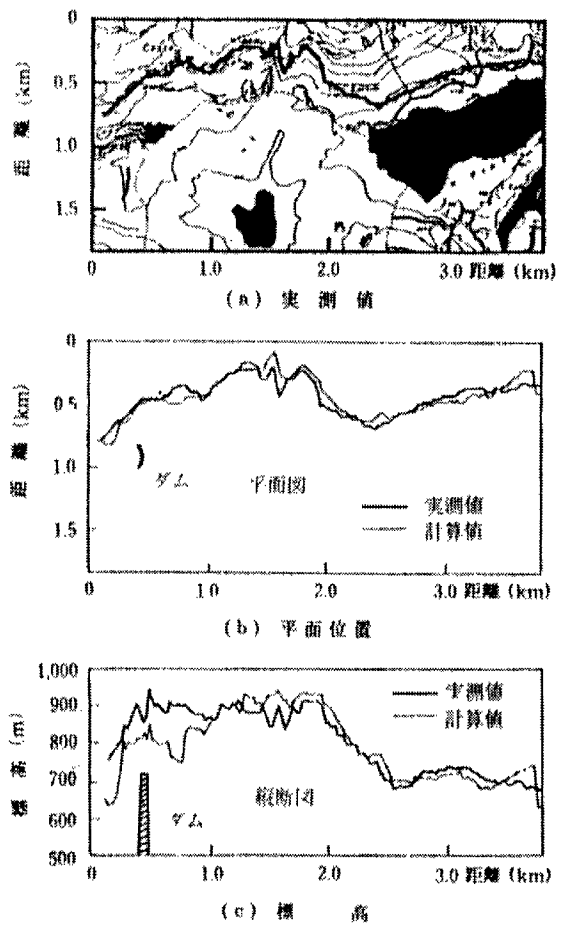 0
0.5
1.0
1.5
距離 (km)
0 1.0 2.0 3.0 距離 (km)
(a) 実測値
0
0.5
1.0
1.5
距離 (km)
ダム 平面図
実測値
計算値
0 1.0 2.0 3.0 距離 (km)
(b) 平面位置
1,000
900
800
700
600
500
標高 (m)
実測値
計算値
縦断図
ダム
0 1.0 2.0 3.0 距離 (km)
(c) 標高